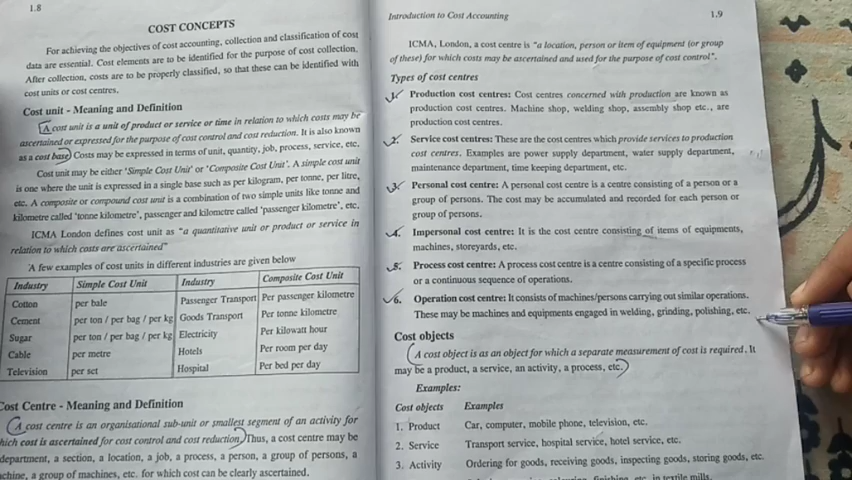 1.8
COST CONCEPTS
For achieving the objectives of cost accounting, collection and classification of cost
data are essential. Cost elements are to be identified for the purpose of cost collection.
After collection, costs are to be properly classified, so that these can be identified with
cost units or cost centres.
Cost unit - Meaning and Definition
A cost unit is a unit of product or service or time in relation to which costs may be
ascertained or expressed for the purpose of cost control and cost reduction. It is also known
as a cost base) Costs may be expressed in terms of unit, quantity, job, process, service, etc.
Cost unit may be either 'Simple Cost Unit' or 'Composite Cost Unit'. A simple cost unit
is one where the unit is expressed in a single base such as per kilogram, per tonne, per litre,
etc. A composite or compound cost unit is a combination of two simple units like tonne and
kilometre called 'tonne kilometre', passenger and kilometre called 'passenger kilometre', etc.
ICMA London defines cost unit as "a quantitative unit or product or service in
relation to which costs are ascertained"
A few examples of cost units in different industries are given below
Industry Simple Cost Unit Industry Composite Cost Unit
Cotton per bale Passenger Transport Per passenger kilometre
Cement per ton / per bag / per kg Goods Transport Per tonne kilometre
Sugar per ton / per bag / per kg Electricity Per kilowatt hour
Cable per metre Hotels Per room per day
Television per set Hospital Per bed per day
Cost Centre - Meaning and Definition
(A cost centre is an organisational sub-unit or smallest segment of an activity for
which cost is ascertained for cost control and cost reduction.) Thus, a cost centre may be
department, a section, a location, a job, a process, a person, a group of persons, a
machine, a group of machines, etc. for which cost can be clearly ascertained.
Introduction to Cost Accounting 1.9
ICMA, London, a cost centre is "a location, person or item of equipment (or group
of these) for which costs may be ascertained and used for the purpose of cost control".
Types of cost centres
1. Production cost centres: Cost centres concerned with production are known as
production cost centres. Machine shop, welding shop, assembly shop etc., are
production cost centres.
2. Service cost centres: These are the cost centres which provide services to production
cost centres. Examples are power supply department, water supply department,
maintenance department, time keeping department, etc.
3. Personal cost centre: A personal cost centre is a centre consisting of a person or a
group of persons. The cost may be accumulated and recorded for each person or
group of persons.
4. Impersonal cost centre: It is the cost centre consisting of items of equipments,
machines, storeyards, etc.
5. Process cost centre: A process cost centre is a centre consisting of a specific process
or a continuous sequence of operations.
6. Operation cost centre: It consists of machines/persons carrying out similar operations.
These may be machines and equipments engaged in welding, grinding, polishing, etc.
Cost objects
(A cost object is as an object for which a separate measurement of cost is required. It
may be a product, a service, an activity, a process, etc.)
Examples:
Cost objects Examples
1. Product Car, computer, mobile phone, television, etc.
2. Service Transport service, hospital service, hotel service, etc.
3. Activity Ordering for goods, receiving goods, inspecting goods, storing goods, etc.
finishing, etc. in textile mills.